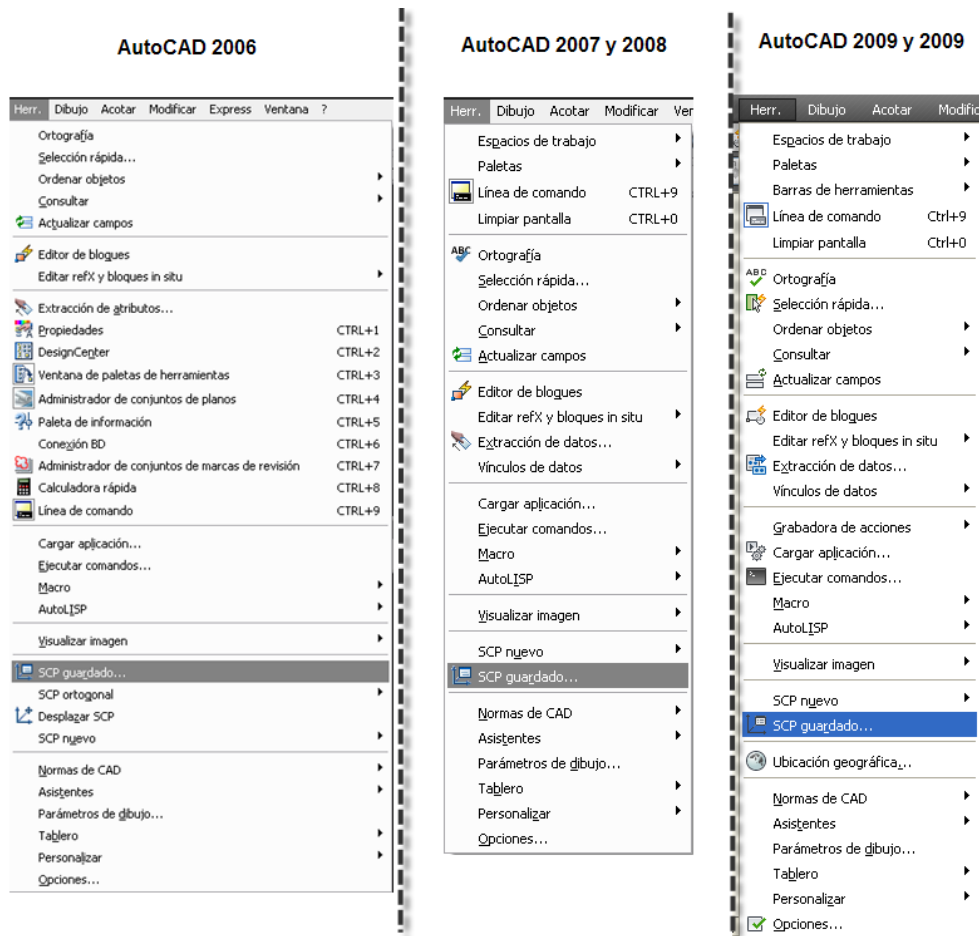 AutoCAD 2006
Herr. Dibujo Acotar Modificar Express Ventana ?
Ortografía
Selección rápida...
Ordenar objetos
Consultar
Actualizar campos
Editor de bloques
Editar refX y bloques in situ
Extracción de atributos...
Propiedades CTRL+1
DesignCenter CTRL+2
Ventana de paletas de herramientas CTRL+3
Administrador de conjuntos de planos CTRL+4
Paleta de información CTRL+5
Conexión BD CTRL+6
Administrador de conjuntos de marcas de revisión CTRL+7
Calculadora rápida CTRL+8
Línea de comando CTRL+9
Cargar aplicación...
Ejecutar comandos...
Macro
AutoLISP
Visualizar imagen
SCP guardado...
SCP ortogonal
Desplazar SCP
SCP nuevo
Normas de CAD
Asistentes
Parámetros de dibujo...
Tablero
Personalizar
Opciones...
AutoCAD 2007 y 2008
Herr. Dibujo Acotar Modificar Ver
Espacios de trabajo
Paletas
Línea de comando CTRL+9
Limpiar pantalla CTRL+0
ABC Ortografía
Selección rápida...
Ordenar objetos
Consultar
Actualizar campos
Editor de bloques
Editar refX y bloques in situ
Extracción de datos...
Vínculos de datos
Cargar aplicación...
Ejecutar comandos...
Macro
AutoLISP
Visualizar imagen
SCP nuevo
SCP guardado...
Normas de CAD
Asistentes
Parámetros de dibujo...
Tablero
Personalizar
Opciones...
AutoCAD 2009 y 2009
Herr. Dibujo Acotar Modific
Espacios de trabajo
Paletas
Barras de herramientas
Línea de comando Ctrl+9
Limpiar pantalla Ctrl+0
ABC Ortografía
Selección rápida...
Ordenar objetos
Consultar
Actualizar campos
Editor de bloques
Editar refX y bloques in situ
Extracción de datos...
Vínculos de datos
Grabadora de acciones
Cargar aplicación...
Ejecutar comandos...
Macro
AutoLISP
Visualizar imagen
SCP nuevo
SCP guardado...
Ubicación geográfica...
Normas de CAD
Asistentes
Parámetros de dibujo...
Tablero
Personalizar
Opciones...